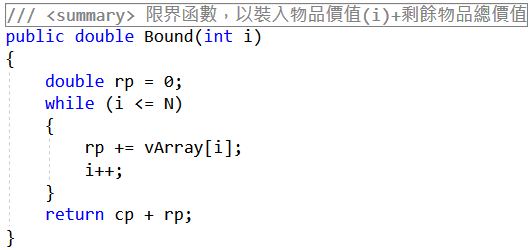 /// <summary> 限界函數，以裝入物品價值(i)+剩餘物品總價值
public double Bound(int i)
{
    double rp = 0;
    while (i <= N)
    {
        rp += vArray[i];
        i++;
    }
    return cp + rp;
}